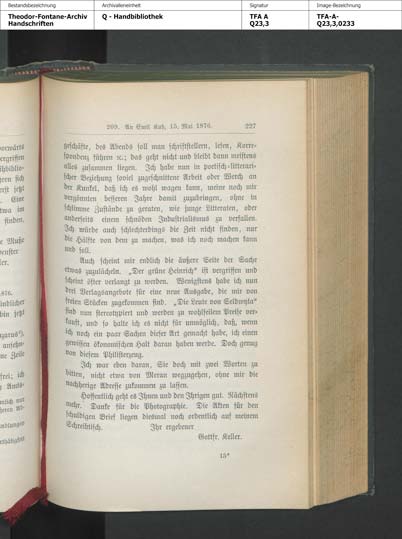 Bestandsbezeichnung
Archivalieneinheit
Signatur
Image-Bezeichnung
Theodor-Fontane-Archiv
Handschriften
Q - Handbibliothek
TFA A
Q23,3
TFA-A-
Q23,3,0233
209. An Emil Kuh, 15. Mai 1876. 227
geschäfte, des Abends soll man schriftstellern, lesen, Korre-
spondenz führen ꝛc.; das geht nicht und bleibt dann meistens
alles zusammen liegen. Ich habe nun in poetisch-litterari-
scher Beziehung soviel zugeschnittene Arbeit oder Werch an
der Kunkel, daß ich es wohl wagen kann, meine noch mir
vergönnten besseren Jahre damit zuzubringen, ohne in
schlimme Zustände zu geraten, wie junge Litteraten, oder
anderseits einem schnöden Industrialismus zu verfallen.
Ich würde auch schlechterdings die Zeit nicht finden, nur
die Hälfte von dem zu machen, was ich noch machen kann
und soll.
Auch scheint mir endlich die äußere Seite der Sache
etwas zuzulächeln. „Der grüne Heinrich“ ist vergriffen und
scheint öfter verlangt zu werden. Wenigstens habe ich nun
drei Verlagsangebote für eine neue Ausgabe, die mir von
freien Stücken zugekommen sind. „Die Leute von Seldwyla“
sind nun stereotypiert und werden zu wohlfeilem Preise ver-
kauft, und so halte ich es nicht für unmöglich, daß, wenn
ich noch ein paar Sachen dieser Art gemacht habe, ich einen
gewissen ökonomischen Halt daran haben werde. Doch genug
von diesem Philisterzeug.
Ich war eben daran, Sie doch mit zwei Worten zu
bitten, nicht etwa von Meran wegzugehen, ohne mir die
nachherige Adresse zukommen zu lassen.
Hoffentlich geht es Ihnen und den Ihrigen gut. Nächstens
mehr. Danke für die Photographie. Die Akten für den
schuldigen Brief liegen diesmal noch ordentlich auf meinem
Schreibtisch. Ihr ergebener
Gottfr. Keller.
15*